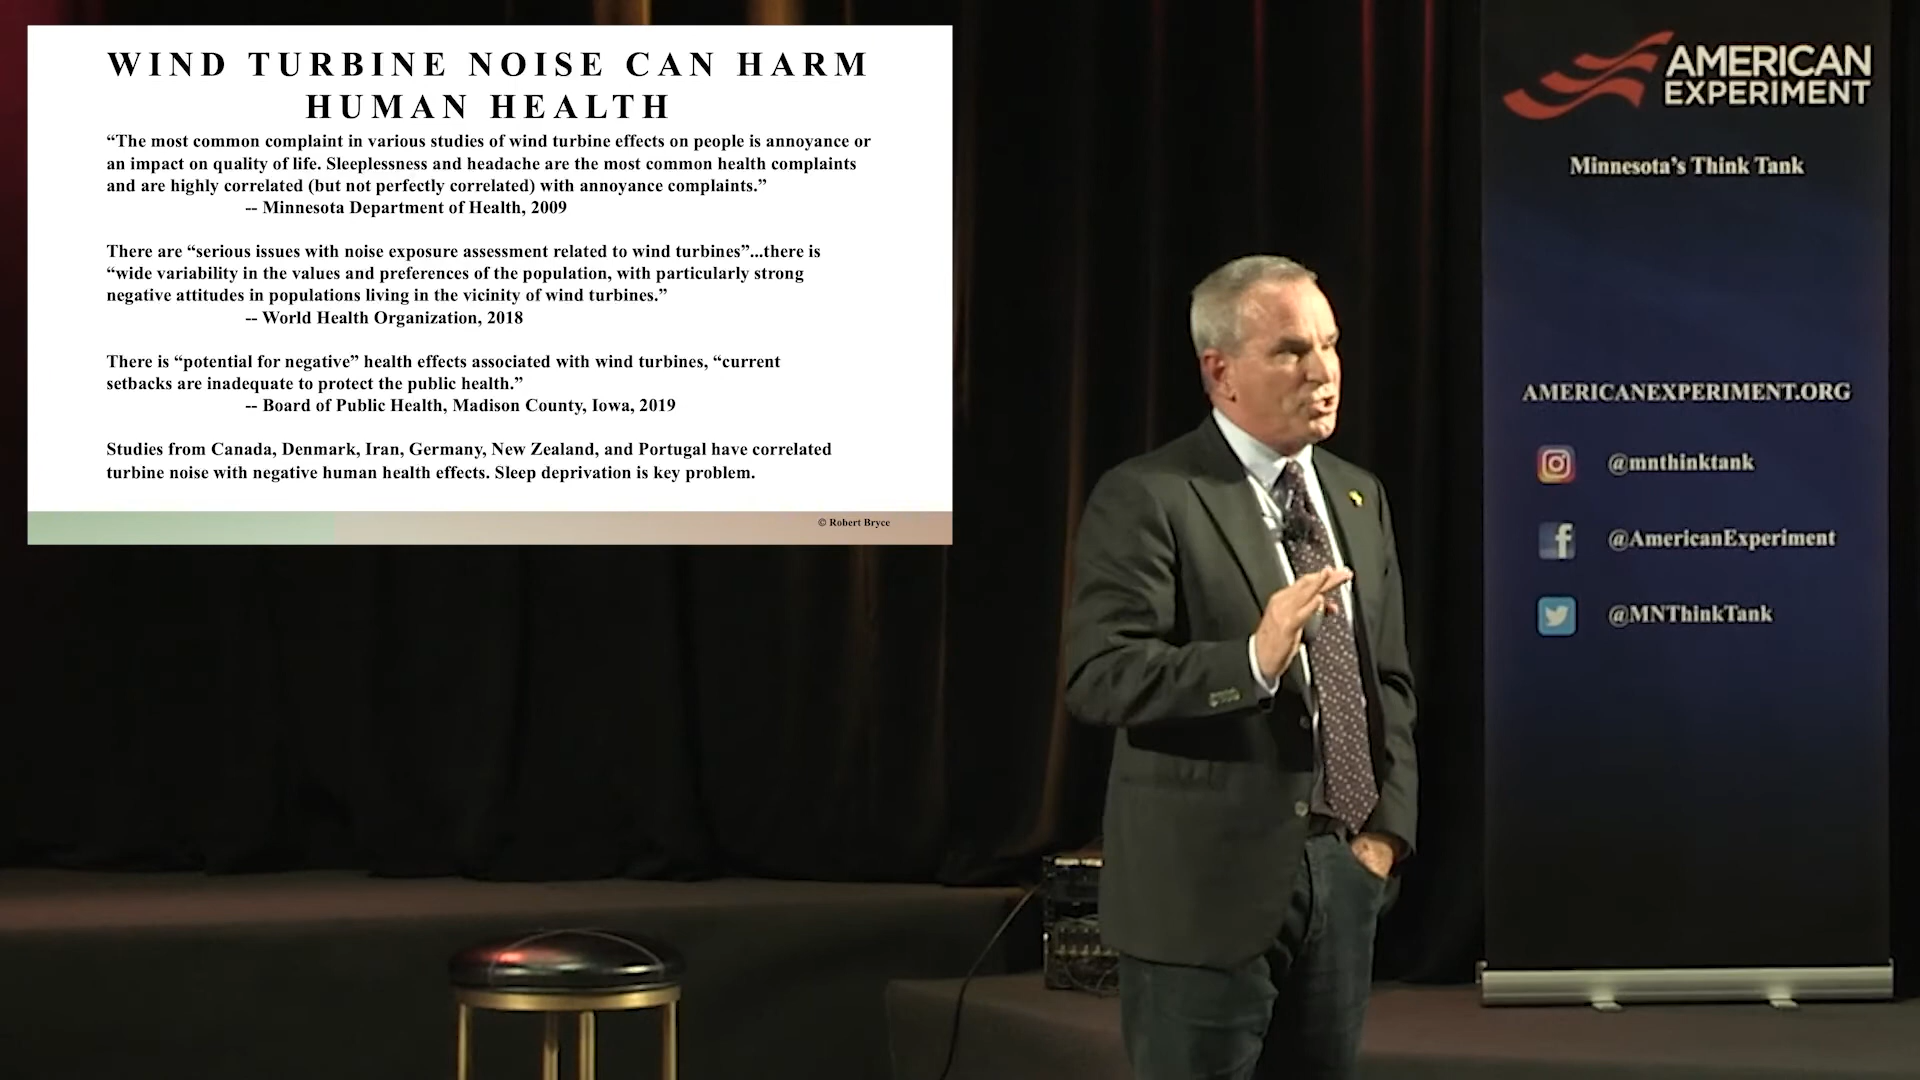 WIND TURBINE NOISE CAN HARM
HUMAN HEALTH
“The most common complaint in various studies of wind turbine effects on people is annoyance or
an impact on quality of life. Sleeplessness and headache are the most common health complaints
and are highly correlated (but not perfectly correlated) with annoyance complaints.”
-- Minnesota Department of Health, 2009
There are “serious issues with noise exposure assessment related to wind turbines”...there is
“wide variability in the values and preferences of the population, with particularly strong
negative attitudes in populations living in the vicinity of wind turbines.”
-- World Health Organization, 2018
There is “potential for negative” health effects associated with wind turbines, “current
setbacks are inadequate to protect the public health.”
-- Board of Public Health, Madison County, Iowa, 2019
Studies from Canada, Denmark, Iran, Germany, New Zealand, and Portugal have correlated
turbine noise with negative human health effects. Sleep deprivation is key problem.
© Robert Bryce
AMERICAN
EXPERIMENT
Minnesota’s Think Tank
AMERICANEXPERIMENT.ORG
@mnthinktank
@AmericanExperiment
@MNThinkTank